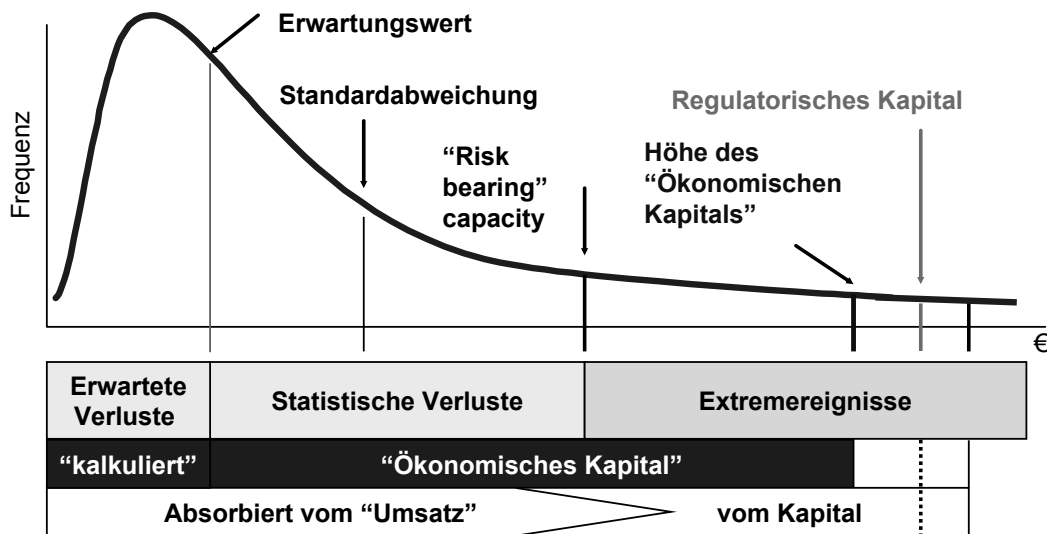 Erwartungswert
Standardabweichung
Regulatorisches Kapital
“Risk
bearing”
capacity
Höhe des
“Ökonomischen
Kapitals”
Frequenz
€
Erwartete
Verluste
Statistische Verluste
Extremereignisse
“kalkuliert”
“Ökonomisches Kapital”
Absorbiert vom “Umsatz”
vom Kapital